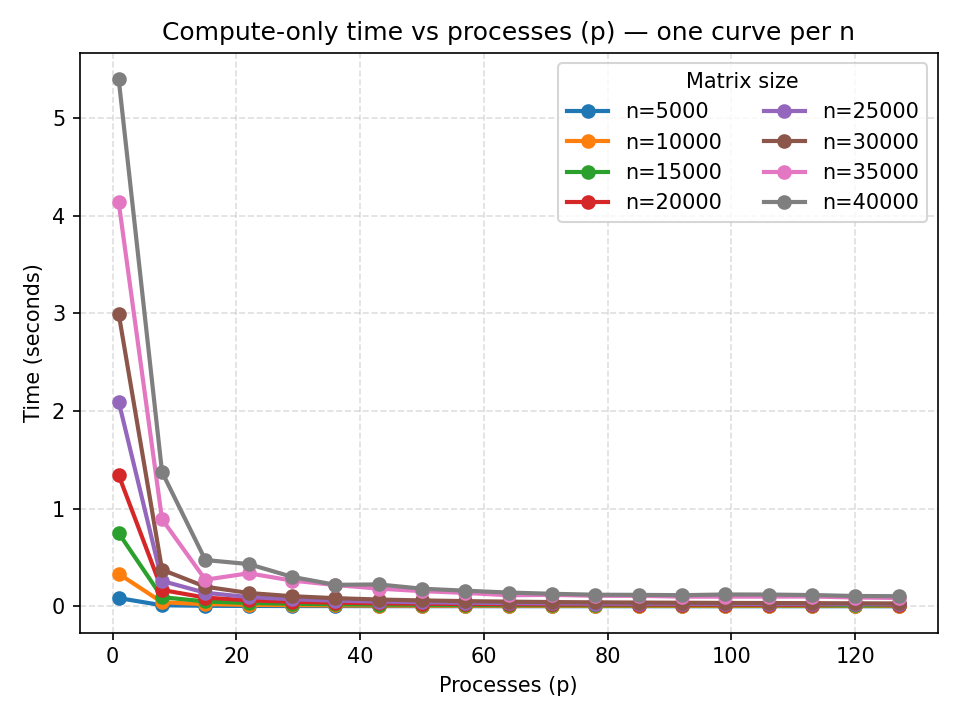 Compute-only time vs processes (p) — one curve per n
Time (seconds)
5
4
3
2
1
0
Matrix size
n=5000
n=10000
n=15000
n=20000
n=25000
n=30000
n=35000
n=40000
0 20 40 60 80 100 120
Processes (p)